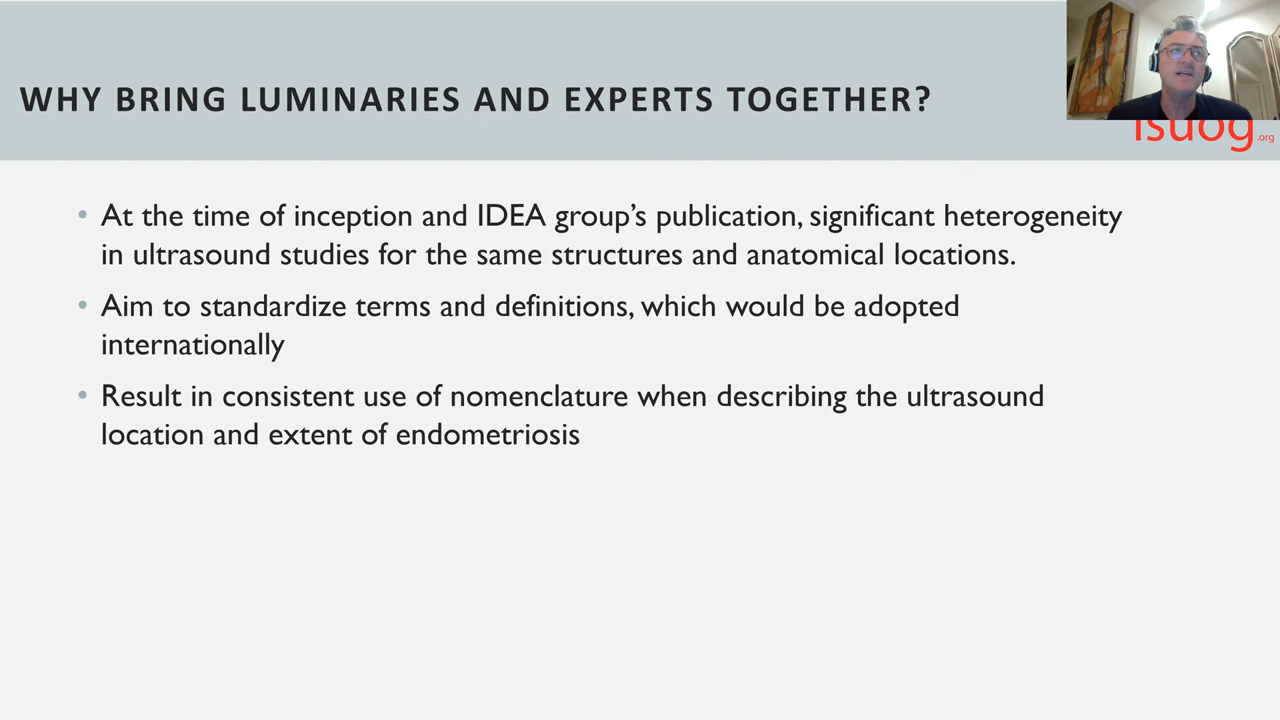 WHY BRING LUMINARIES AND EXPERTS TOGETHER?
isuog.org
• At the time of inception and IDEA group’s publication, significant heterogeneity
in ultrasound studies for the same structures and anatomical locations.
• Aim to standardize terms and definitions, which would be adopted
internationally
• Result in consistent use of nomenclature when describing the ultrasound
location and extent of endometriosis